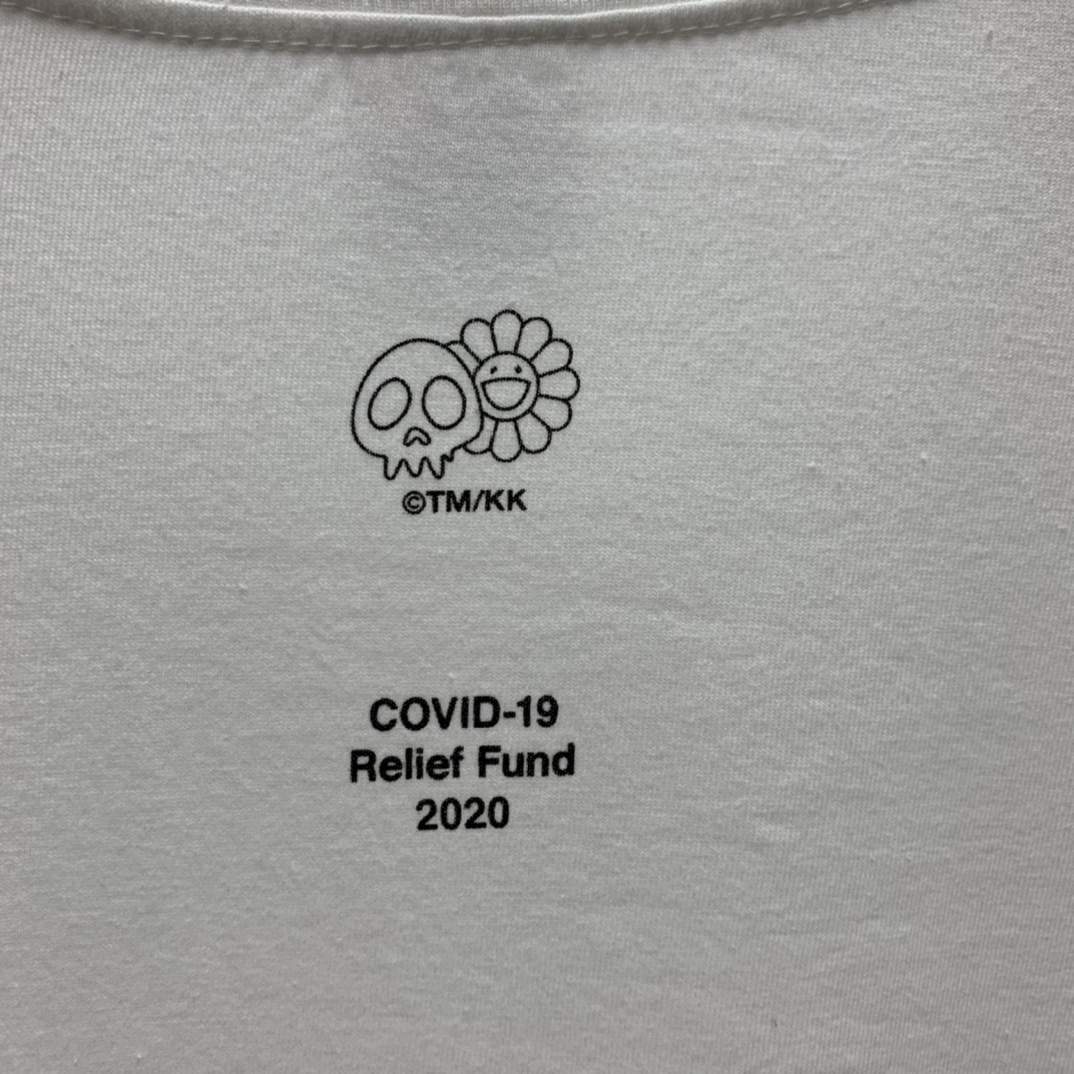 ©TM/KK
COVID-19
Relief Fund
2020